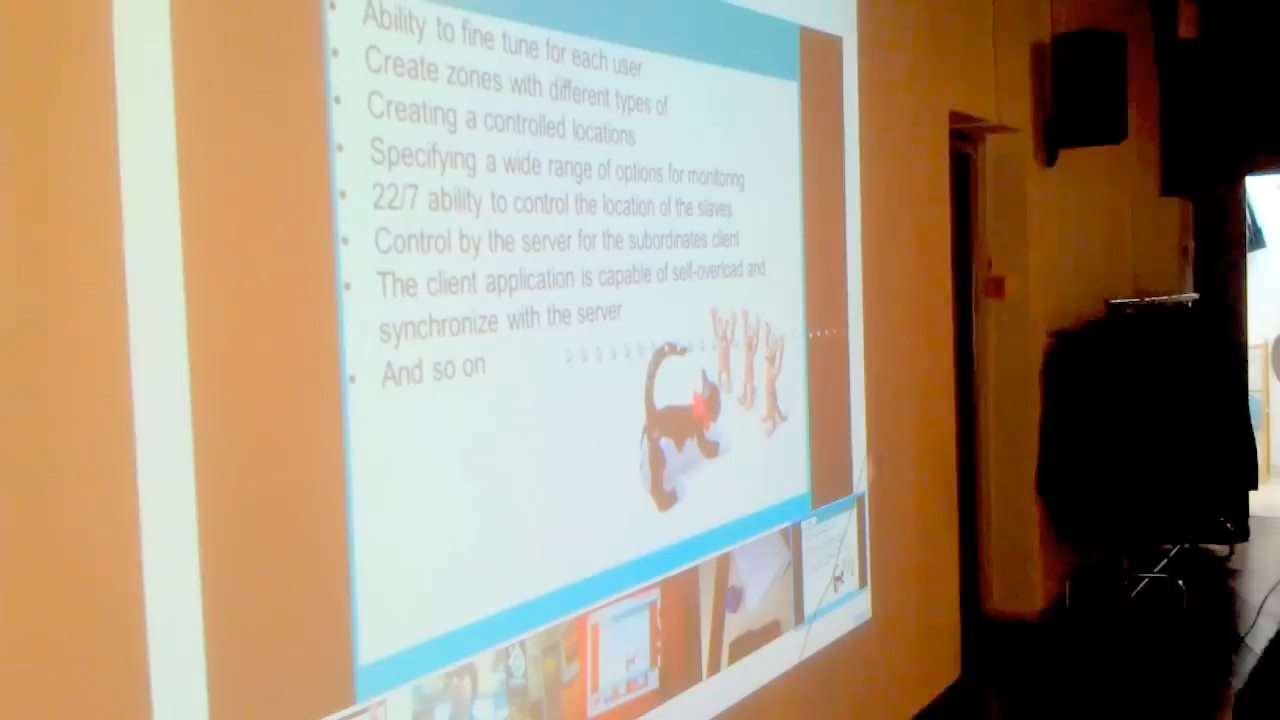 • Ability to fine tune for each user
• Create zones with different types of
• Creating a controlled locations
• Specifying a wide range of options for monitoring
• 22/7 ability to control the location of the slaves
• Control by the server for the subordinates client
• The client application is capable of self-overload and
synchronize with the server
• And so on